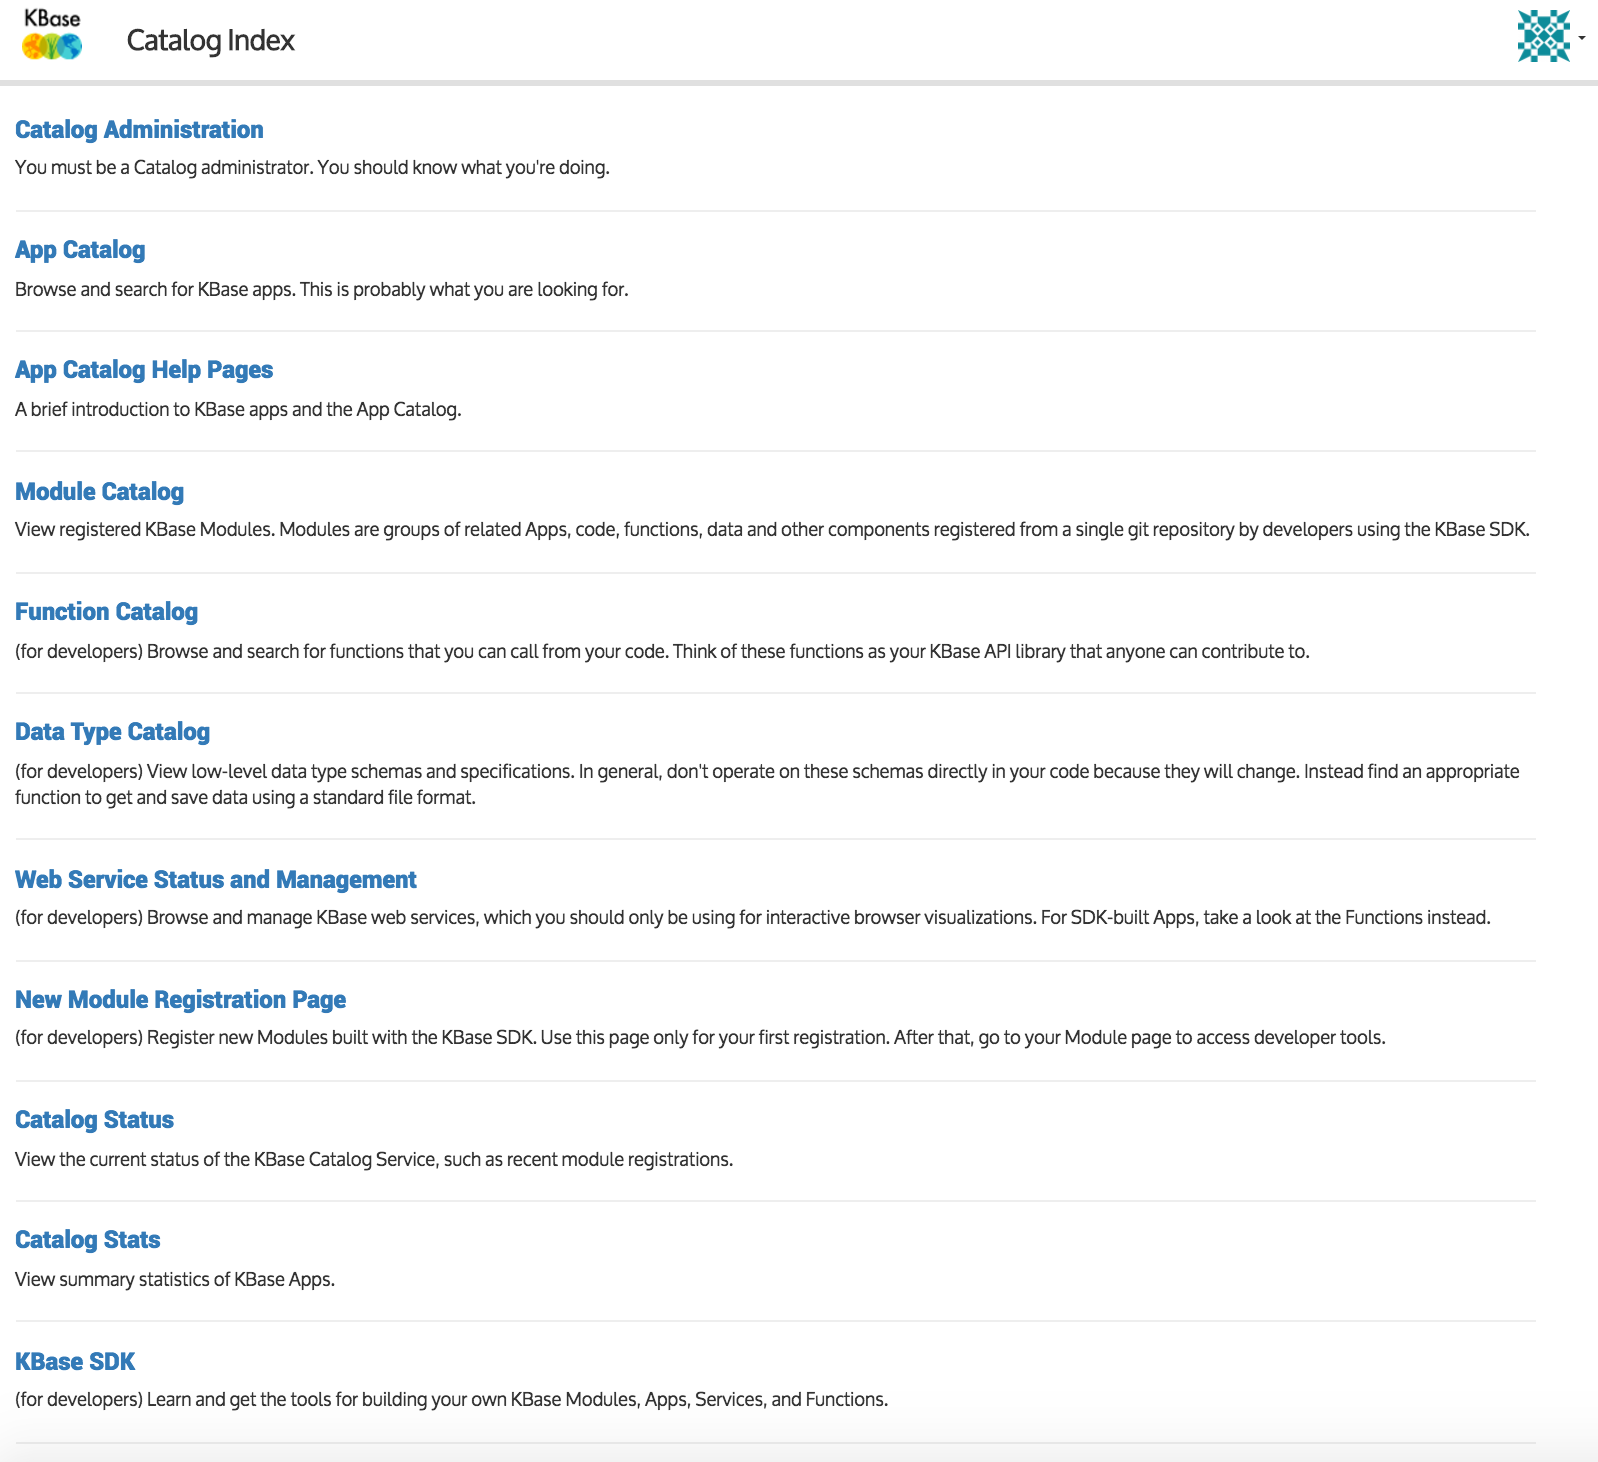 KBase
Catalog Index
Catalog Administration
You must be a Catalog administrator. You should know what you're doing.
App Catalog
Browse and search for KBase apps. This is probably what you are looking for.
App Catalog Help Pages
A brief introduction to KBase apps and the App Catalog.
Module Catalog
View registered KBase Modules. Modules are groups of related Apps, code, functions, data and other components registered from a single git repository by developers using the KBase SDK.
Function Catalog
(for developers) Browse and search for functions that you can call from your code. Think of these functions as your KBase API library that anyone can contribute to.
Data Type Catalog
(for developers) View low-level data type schemas and specifications. In general, don't operate on these schemas directly in your code because they will change. Instead find an appropriate
function to get and save data using a standard file format.
Web Service Status and Management
(for developers) Browse and manage KBase web services, which you should only be using for interactive browser visualizations. For SDK-built Apps, take a look at the Functions instead.
New Module Registration Page
(for developers) Register new Modules built with the KBase SDK. Use this page only for your first registration. After that, go to your Module page to access developer tools.
Catalog Status
View the current status of the KBase Catalog Service, such as recent module registrations.
Catalog Stats
View summary statistics of KBase Apps.
KBase SDK
(for developers) Learn and get the tools for building your own KBase Modules, Apps, Services, and Functions.